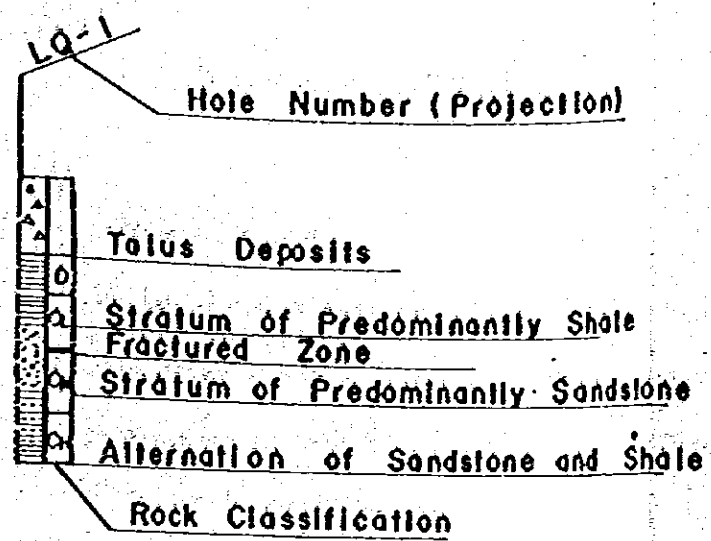 LQ-1
Hole Number (Projection)
Talus Deposits
Stratum of Predominantly Shale
Fractured Zone
Stratum of Predominantly Sandstone
Alternation of Sandstone and Shale
Rock Classification